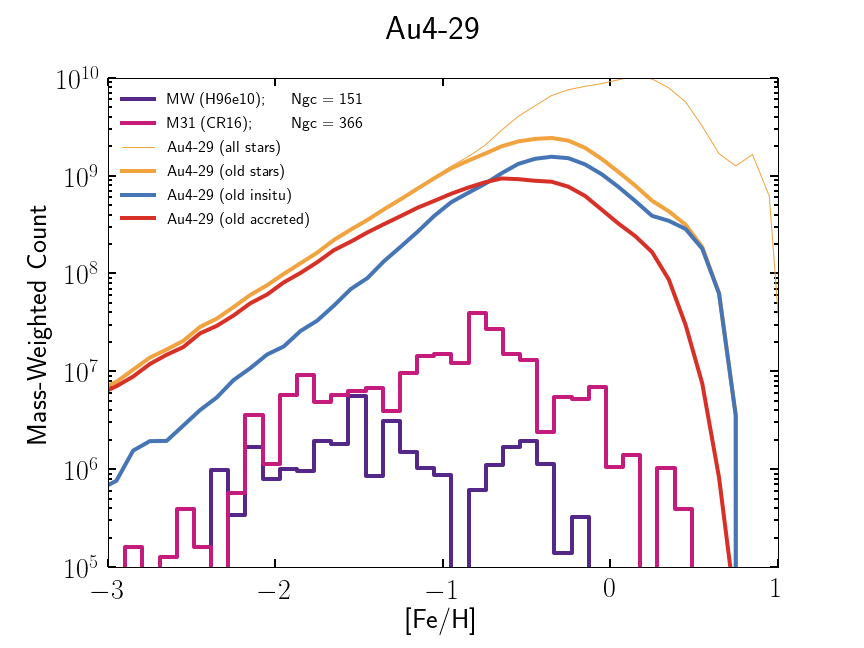 Au4-29
10^10
10^9
10^8
10^7
10^6
10^5
Mass-Weighted Count
MW (H96e10); Ngc = 151
M31 (CR16); Ngc = 366
Au4-29 (all stars)
Au4-29 (old stars)
Au4-29 (old insitu)
Au4-29 (old accreted)
−3 −2 −1 0 1
[Fe/H]